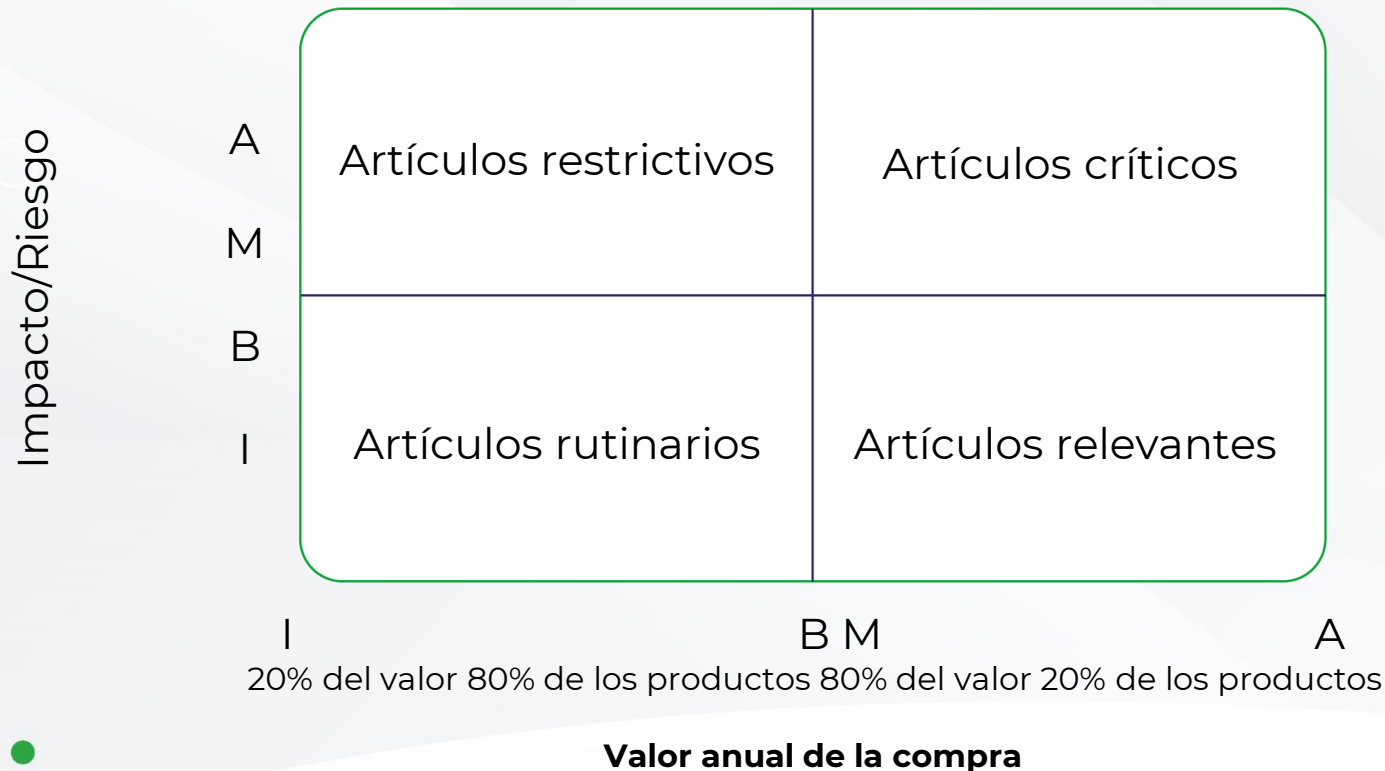 Impacto/Riesgo
A
M
B
I
Artículos restrictivos
Artículos críticos
Artículos rutinarios
Artículos relevantes
I
B M
A
20% del valor 80% de los productos 80% del valor 20% de los productos
Valor anual de la compra